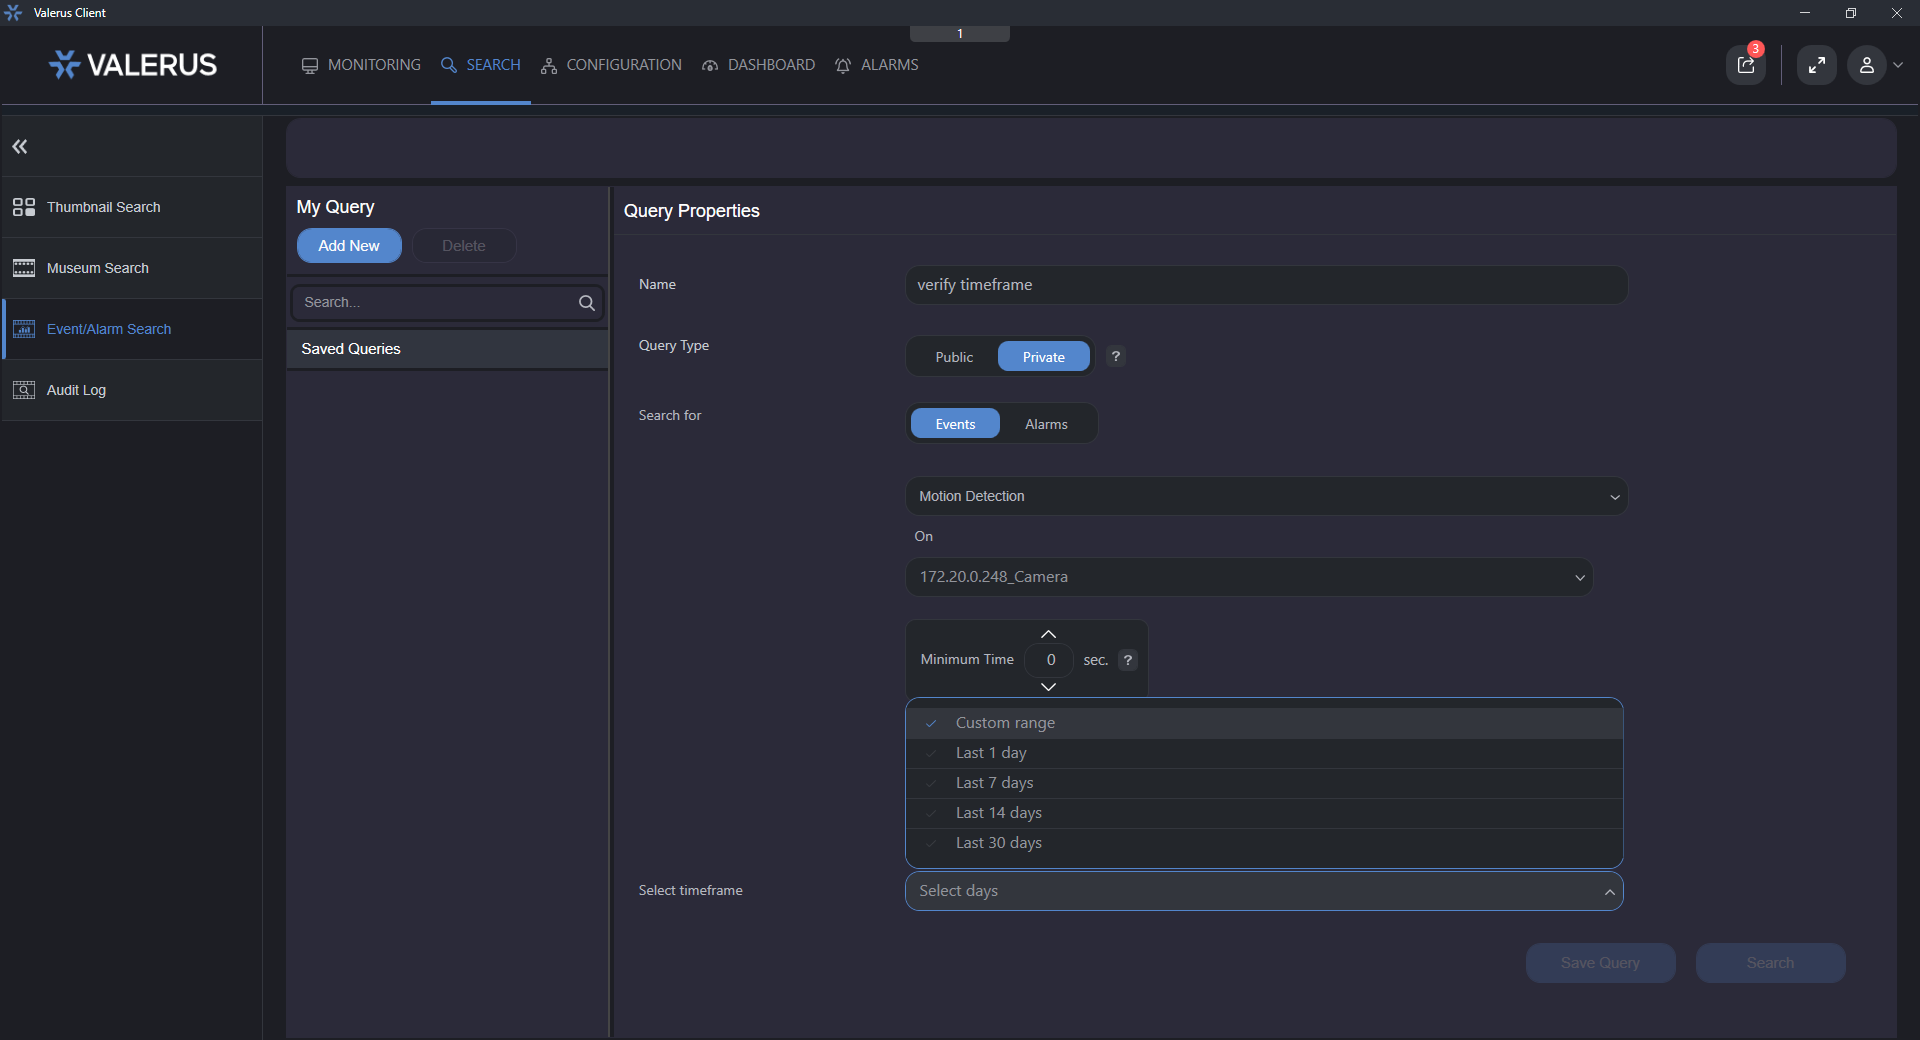 Valerus Client
1
VALERUS
MONITORING
SEARCH
CONFIGURATION
DASHBOARD
ALARMS
3
Thumbnail Search
Museum Search
Event/Alarm Search
Audit Log
My Query
Add New
Delete
Search...
Saved Queries
Query Properties
Name
verify timeframe
Query Type
Public
Private
?
Search for
Events
Alarms
Motion Detection
On
172.20.0.248_Camera
Minimum Time
0
sec.
?
Custom range
Last 1 day
Last 7 days
Last 14 days
Last 30 days
Select timeframe
Select days
Save Query
Search